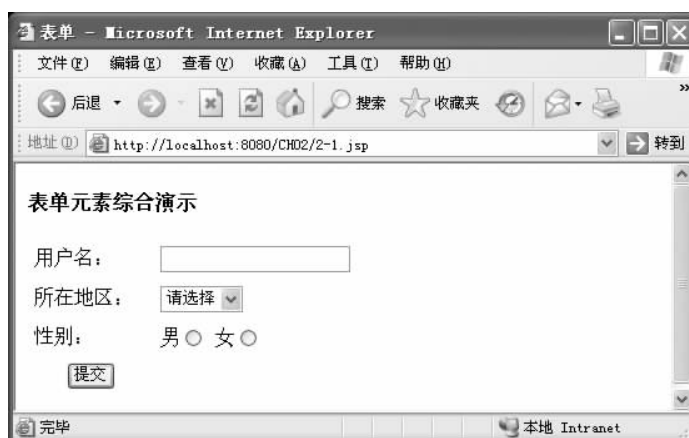 表单 - Microsoft Internet Explorer
文件(F) 编辑(E) 查看(V) 收藏(A) 工具(T) 帮助(H)
后退 搜索 收藏夹 »
地址(D) http://localhost:8080/CH02/2-1.jsp 转到
表单元素综合演示
用户名:
所在地区: 请选择
性别: 男 女
提交
完毕 本地 Intranet